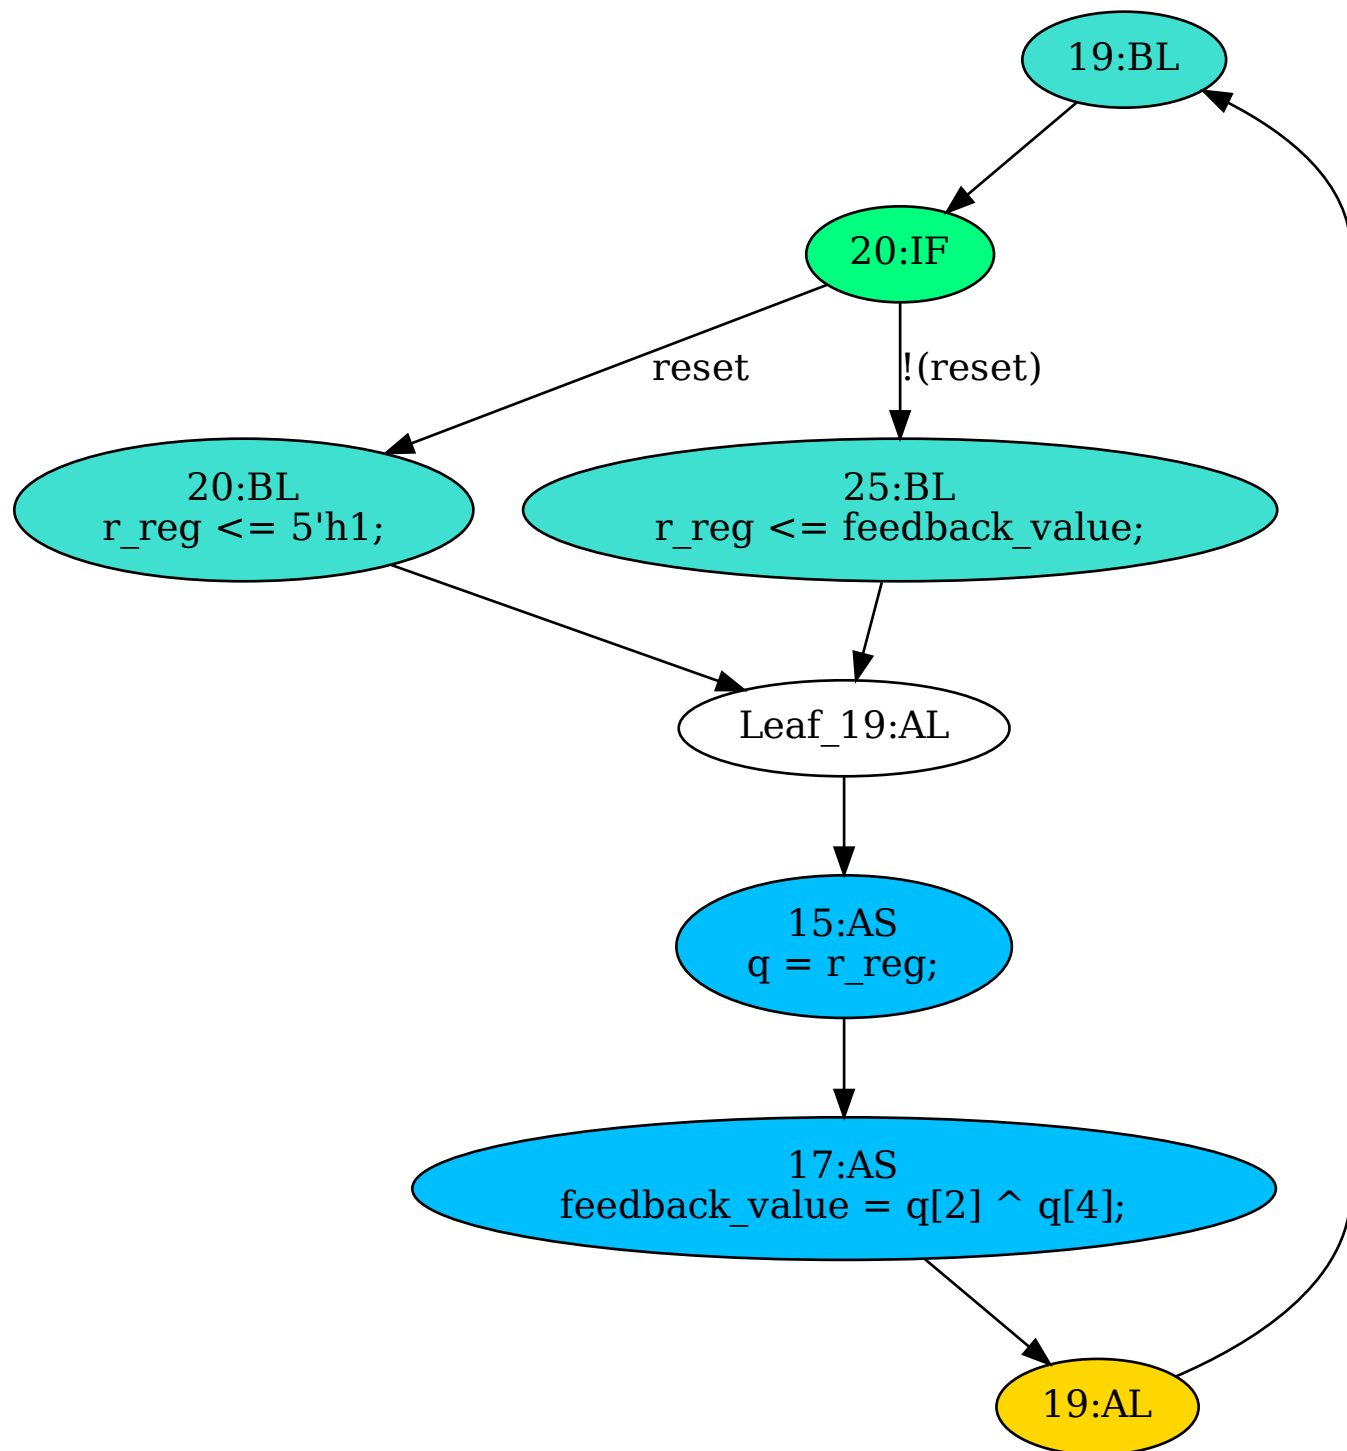 19:BL
20:IF
reset
!(reset)
20:BL
r_reg <= 5'h1;
25:BL
r_reg <= feedback_value;
Leaf_19:AL
15:AS
q = r_reg;
17:AS
feedback_value = q[2] ^ q[4];
19:AL